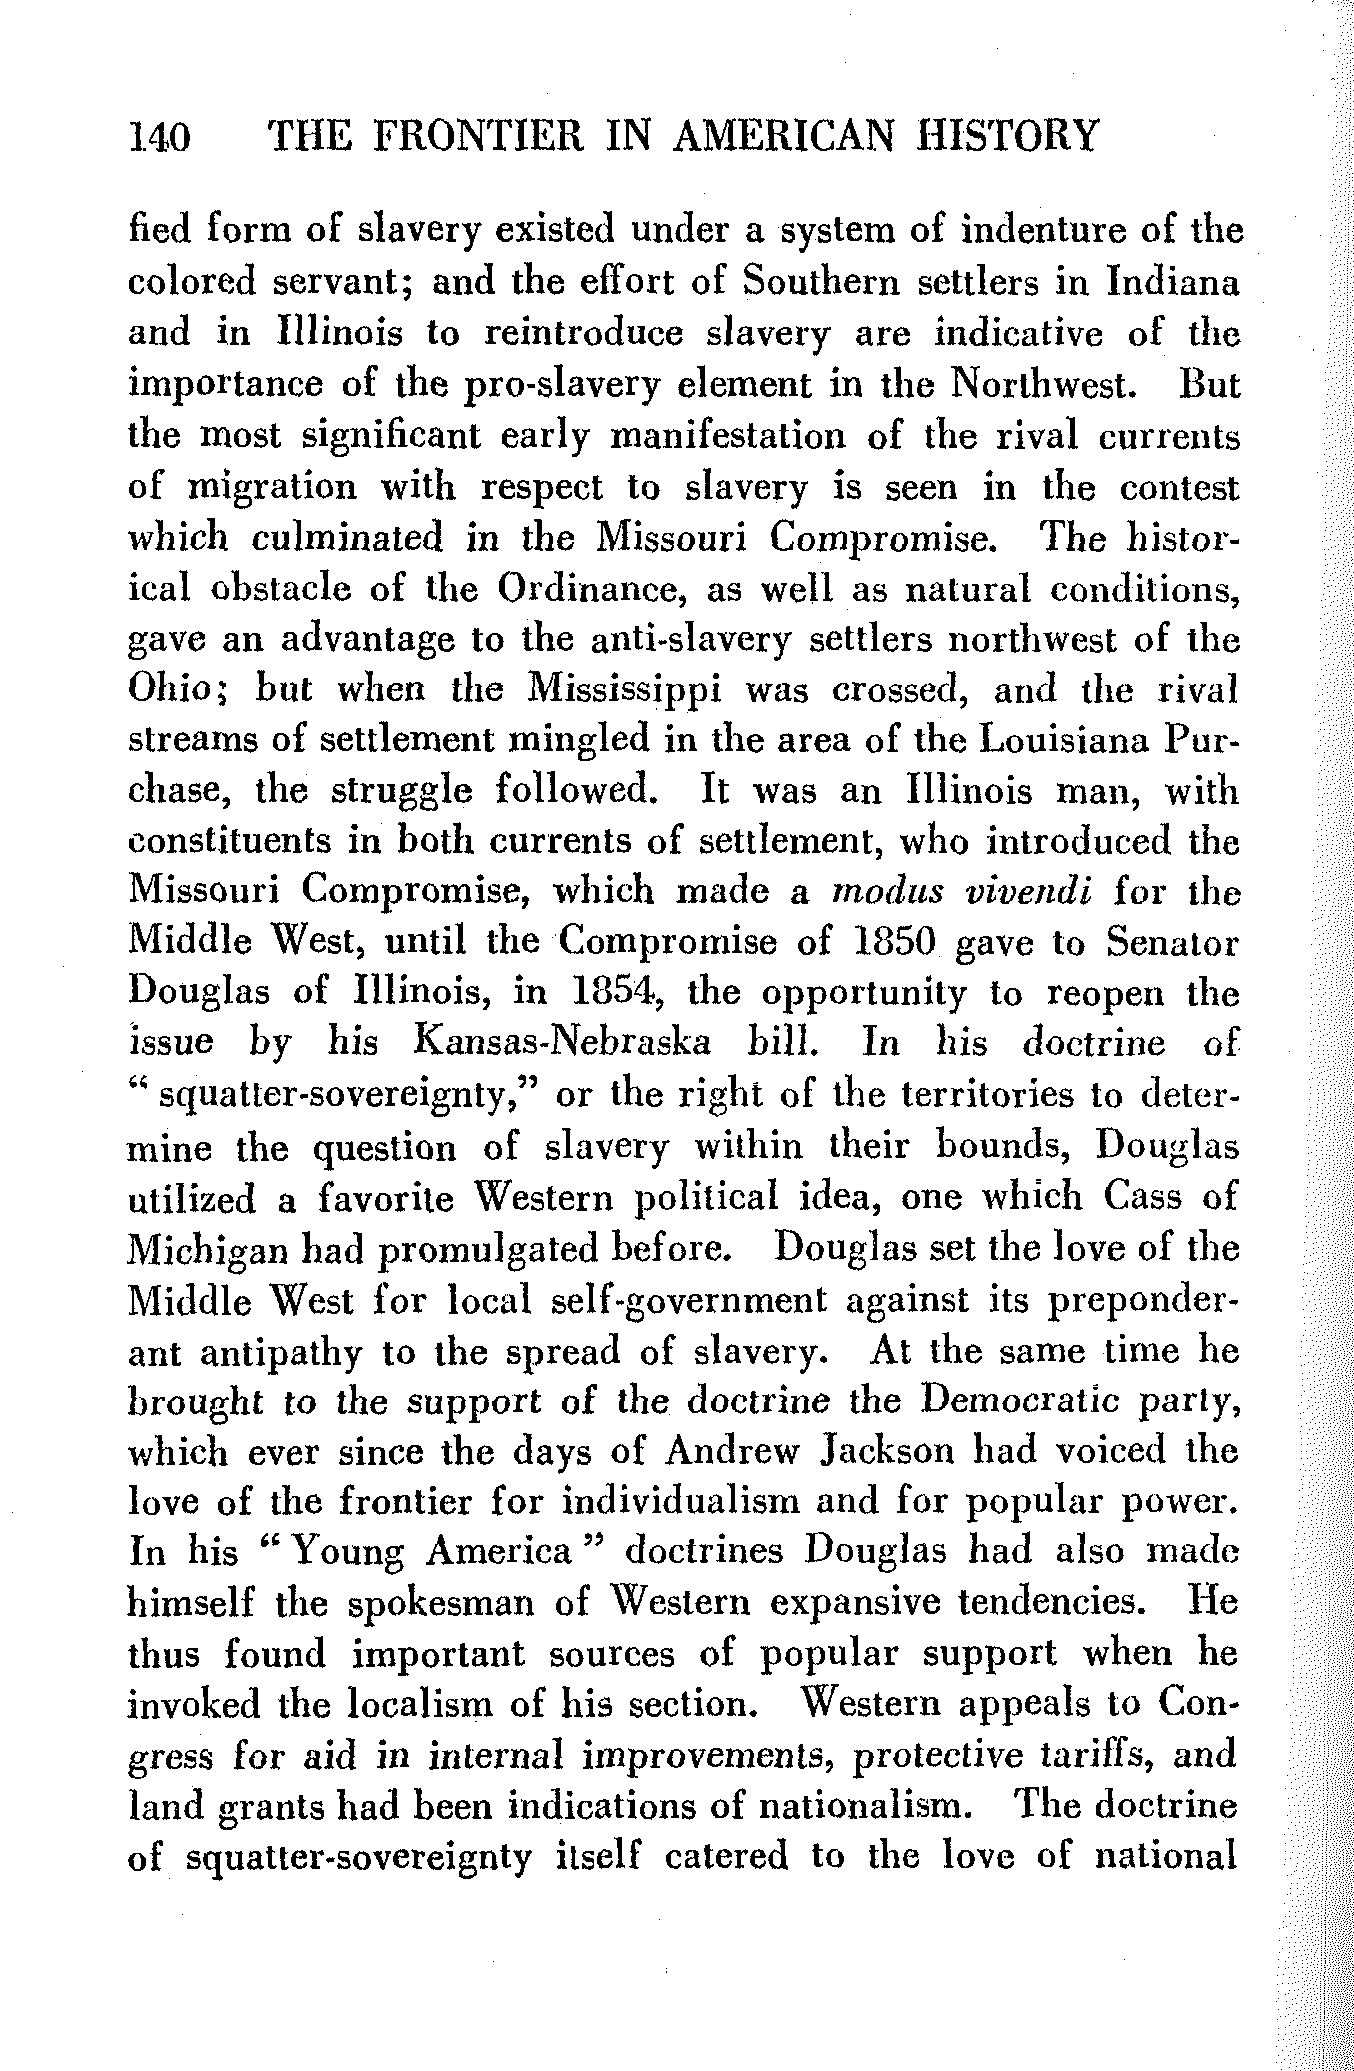 140 THE FRONTIER IN AMERICAN HISTORY
fied form of slavery existed under a system of indenture of the
colored servant; and the effort of Southern settlers in Indiana
and in Illinois to reintroduce slavery are indicative of the
importance of the pro-slavery element in the Northwest. But
the most significant early manifestation of the rival currents
of migration with respect to slavery is seen in the contest
which culminated in the Missouri Compromise. The histor-
ical obstacle of the Ordinance, as well as natural conditions,
gave an advantage to the anti-slavery settlers northwest of the
Ohio; but when the Mississippi was crossed, and the rival
streams of settlement mingled in the area of the Louisiana Pur-
chase, the struggle followed. It was an Illinois man, with
constituents in both currents of settlement, who introduced the
Missouri Compromise, which made a modus vivendi for the
Middle West, until the Compromise of 1850 gave to Senator
Douglas of Illinois, in 1854, the opportunity to reopen the
issue by his Kansas-Nebraska bill. In his doctrine of
“ squatter-sovereignty,” or the right of the territories to deter-
mine the question of slavery within their bounds, Douglas
utilized a favorite Western political idea, one which Cass of
Michigan had promulgated before. Douglas set the love of the
Middle West for local self-government against its preponder-
ant antipathy to the spread of slavery. At the same time he
brought to the support of the doctrine the Democratic party,
which ever since the days of Andrew Jackson had voiced the
love of the frontier for individualism and for popular power.
In his “ Young America ” doctrines Douglas had also made
himself the spokesman of Western expansive tendencies. He
thus found important sources of popular support when he
invoked the localism of his section. Western appeals to Con-
gress for aid in internal improvements, protective tariffs, and
land grants had been indications of nationalism. The doctrine
of squatter-sovereignty itself catered to the love of national